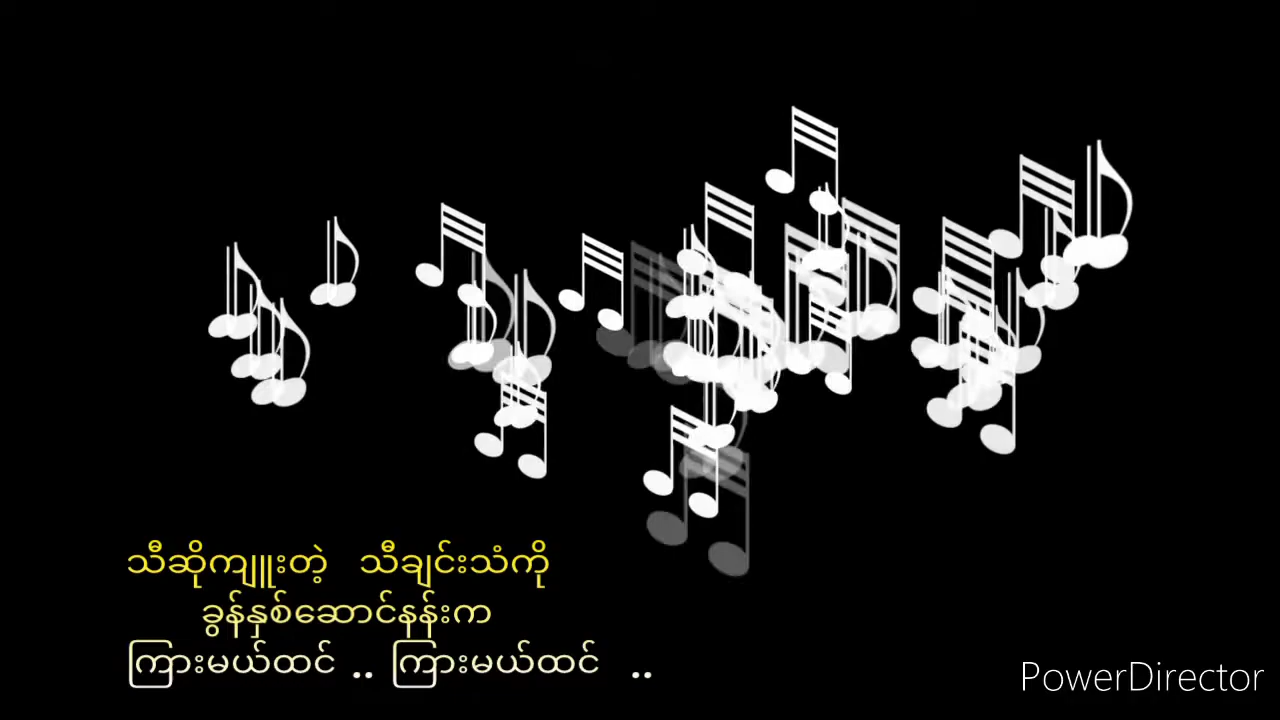 သီဆိုကျူးတဲ့ သီချင်းသံကို
ခွန်နှစ်ဆောင်နန်းက
ကြားမယ်ထင် .. ကြားမယ်ထင် ..
PowerDirector